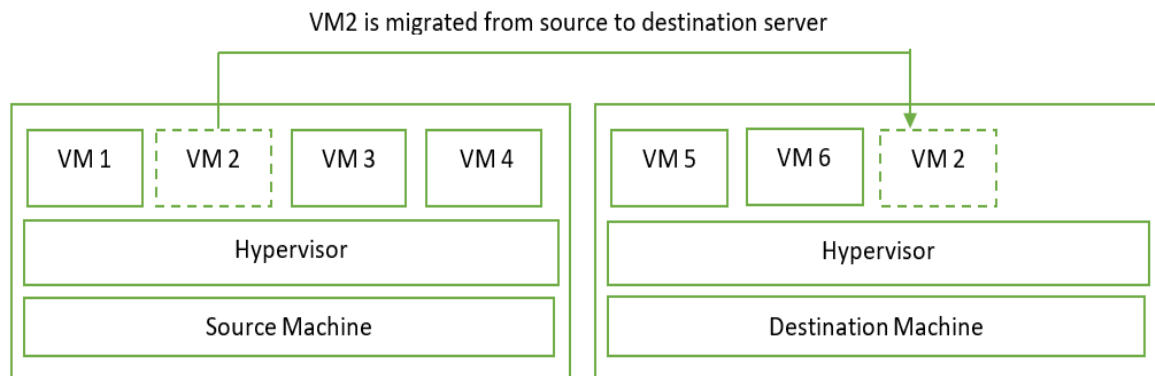 VM2 is migrated from source to destination server
VM 1
VM 2
VM 3
VM 4
Hypervisor
Source Machine
VM 5
VM 6
VM 2
Hypervisor
Destination Machine